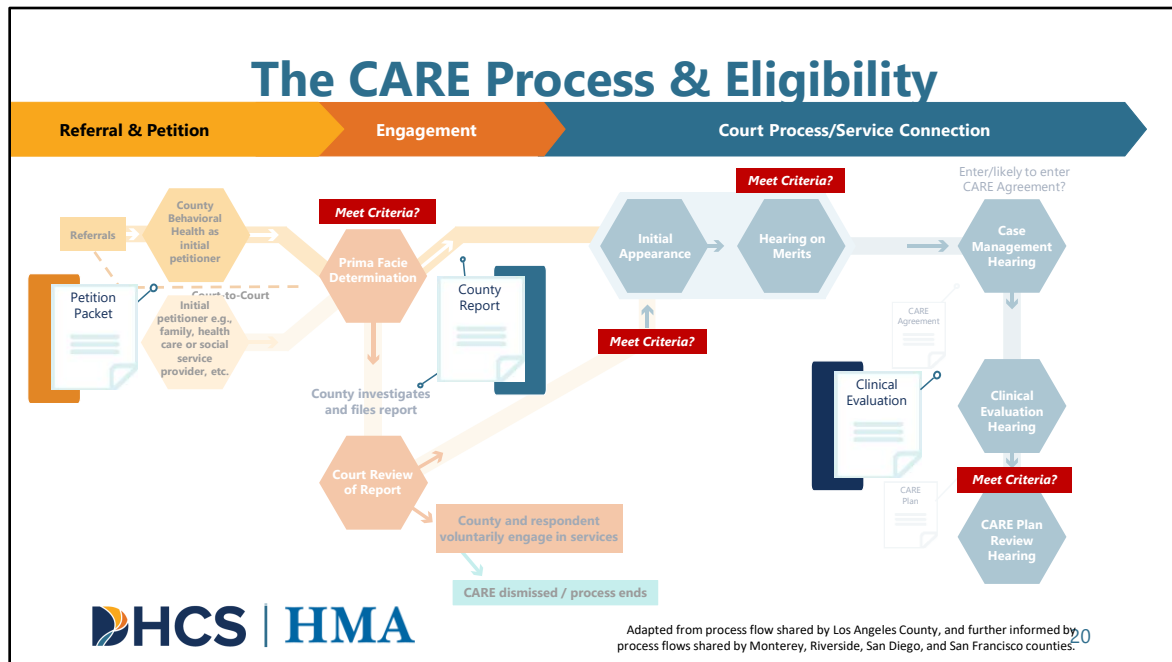 The CARE Process & Eligibility
Referral & Petition
Engagement
Court Process/Service Connection
Referrals
County
Behavioral
Health as
initial
petitioner
Court-to-Court
Petition
Packet
Initial
petitioner e.g.,
family, health
care or social
service
provider, etc.
Meet Criteria?
Prima Facie
Determination
County
Report
County investigates
and files report
Court Review
of Report
County and respondent
voluntarily engage in services
CARE dismissed / process ends
Initial
Appearance
Meet Criteria?
Meet Criteria?
Hearing on
Merits
Enter/likely to enter
CARE Agreement?
Case
Management
Hearing
CARE
Agreement
Clinical
Evaluation
Clinical
Evaluation
Hearing
Meet Criteria?
CARE
Plan
CARE Plan
Review
Hearing
DHCS | HMA
Adapted from process flow shared by Los Angeles County, and further informed by
process flows shared by Monterey, Riverside, San Diego, and San Francisco counties.
20